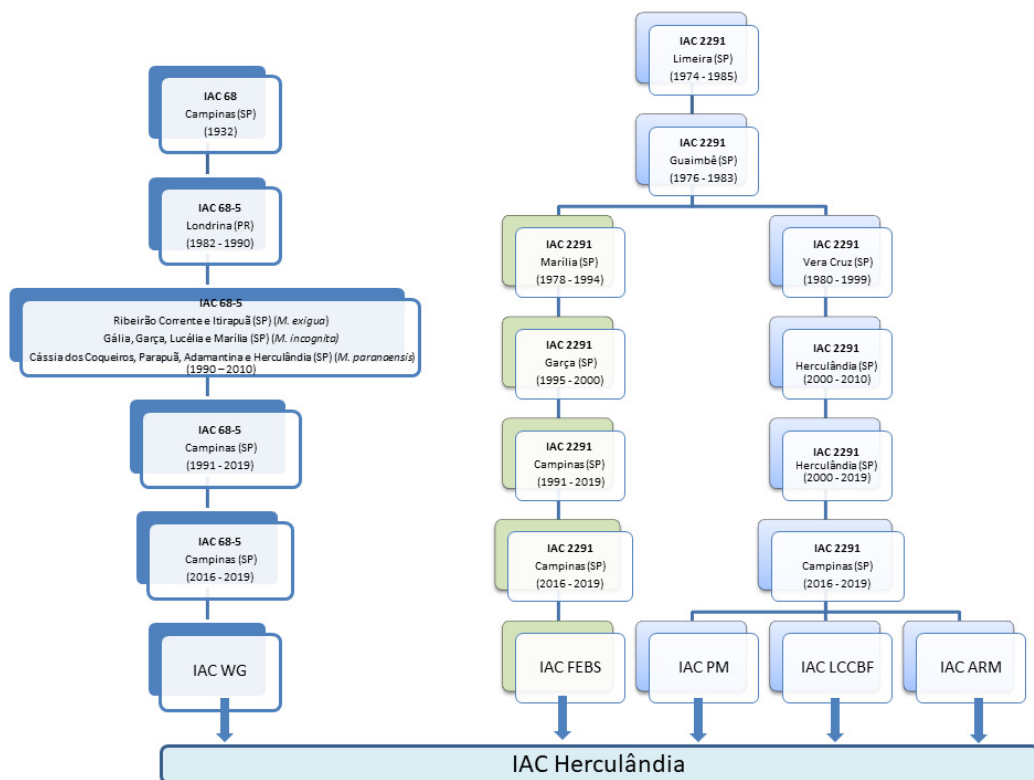 IAC 68
Campinas (SP)
(1932)
IAC 68-5
Londrina (PR)
(1982 - 1990)
IAC 68-5
Ribeirão Corrente e Itirapuã (SP) (M. exigua)
Gália, Garça, Lucélia e Marília (SP) (M. incognita)
Cássia dos Coqueiros, Parapuã, Adamantina e Herculândia (SP) (M. paranaensis)
(1990 – 2010)
IAC 68-5
Campinas (SP)
(1991 - 2019)
IAC 68-5
Campinas (SP)
(2016 - 2019)
IAC WG
IAC 2291
Limeira (SP)
(1974 - 1985)
IAC 2291
Guaimbê (SP)
(1976 - 1983)
IAC 2291
Marília (SP)
(1978 - 1994)
IAC 2291
Garça (SP)
(1995 - 2000)
IAC 2291
Campinas (SP)
(1991 - 2019)
IAC 2291
Campinas (SP)
(2016 - 2019)
IAC FEBS
IAC 2291
Vera Cruz (SP)
(1980 - 1999)
IAC 2291
Herculândia (SP)
(2000 - 2010)
IAC 2291
Herculândia (SP)
(2000 - 2019)
IAC 2291
Campinas (SP)
(2016 - 2019)
IAC PM
IAC LCCBF
IAC ARM
IAC Herculândia